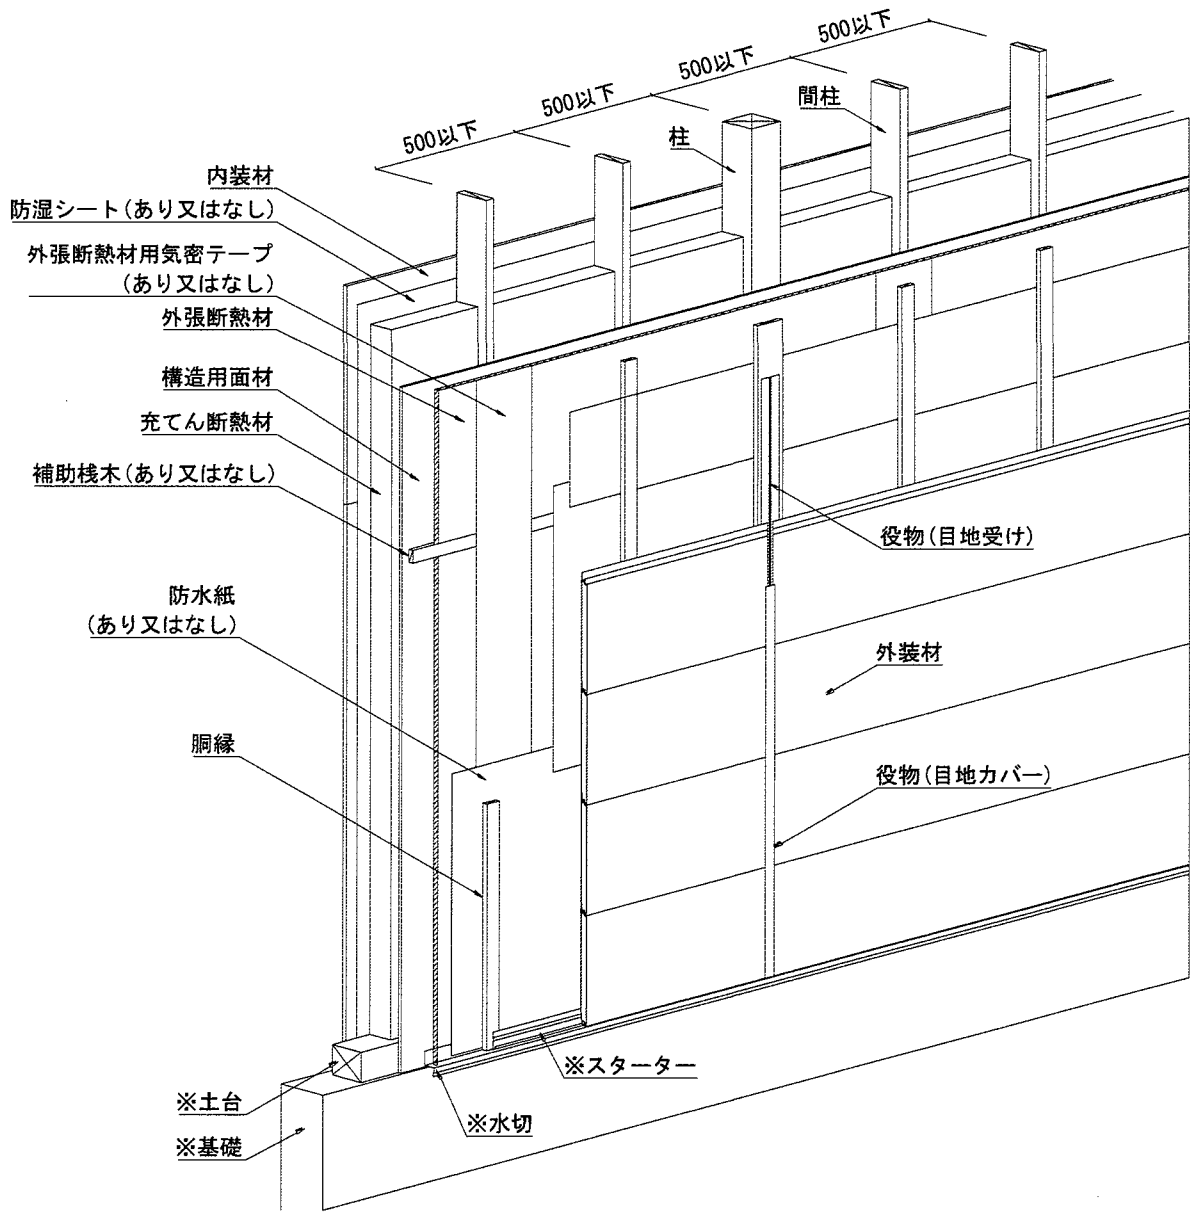 500以下
500以下
500以下
500以下
間柱
柱
内装材
防湿シート(あり又はなし)
外張断熱材用気密テープ
(あり又はなし)
外張断熱材
構造用面材
充てん断熱材
補助桟木(あり又はなし)
役物(目地受け)
防水紙
(あり又はなし)
外装材
胴縁
役物(目地カバー)
※スターター
※土台
※水切
※基礎